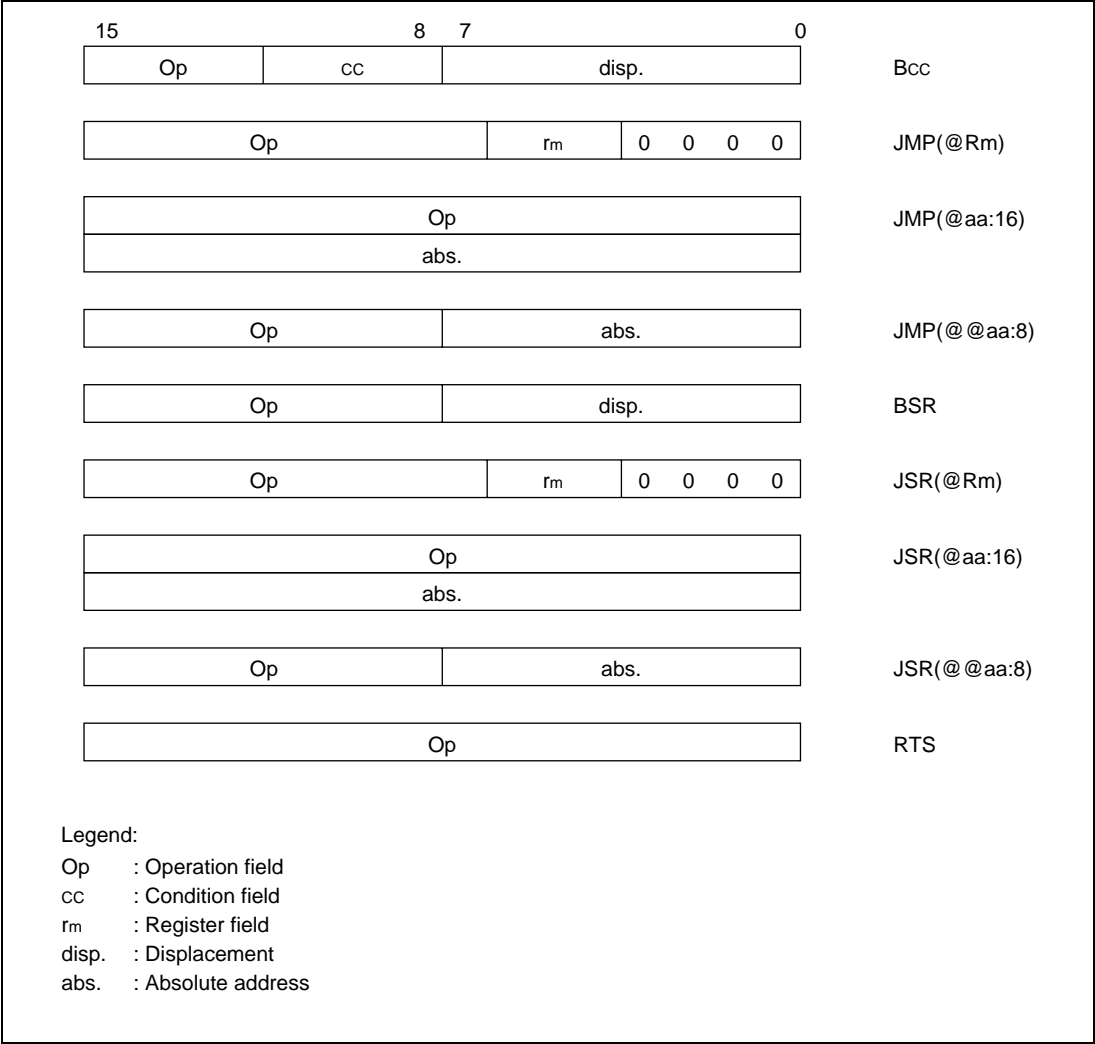 15 8 7 0
Op cc disp. Bcc
Op rm 0 0 0 0 JMP(@Rm)
Op JMP(@aa:16)
abs.
Op abs. JMP(@@aa:8)
Op disp. BSR
Op rm 0 0 0 0 JSR(@Rm)
Op JSR(@aa:16)
abs.
Op abs. JSR(@@aa:8)
Op RTS
Legend:
Op : Operation field
cc : Condition field
rm : Register field
disp. : Displacement
abs. : Absolute address